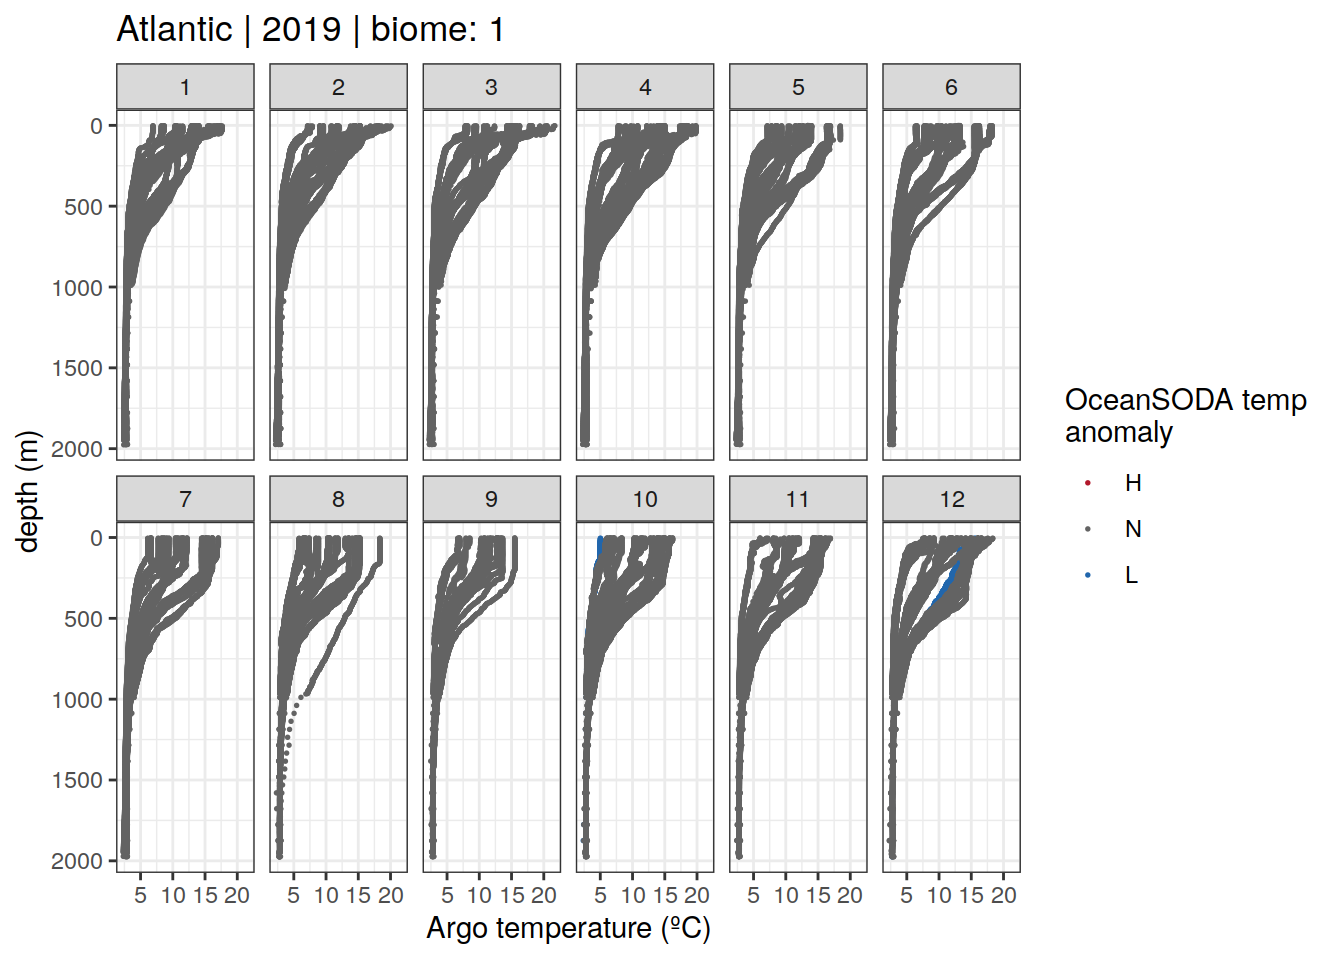 Atlantic | 2019 | biome: 1
1 2 3 4 5 6
0
500
1000
1500
2000
7 8 9 10 11 12
0
500
1000
1500
2000
5 10 15 20 5 10 15 20 5 10 15 20 5 10 15 20 5 10 15 20 5 10 15 20
Argo temperature (ºC)
depth (m)
OceanSODA temp
anomaly
H
N
L